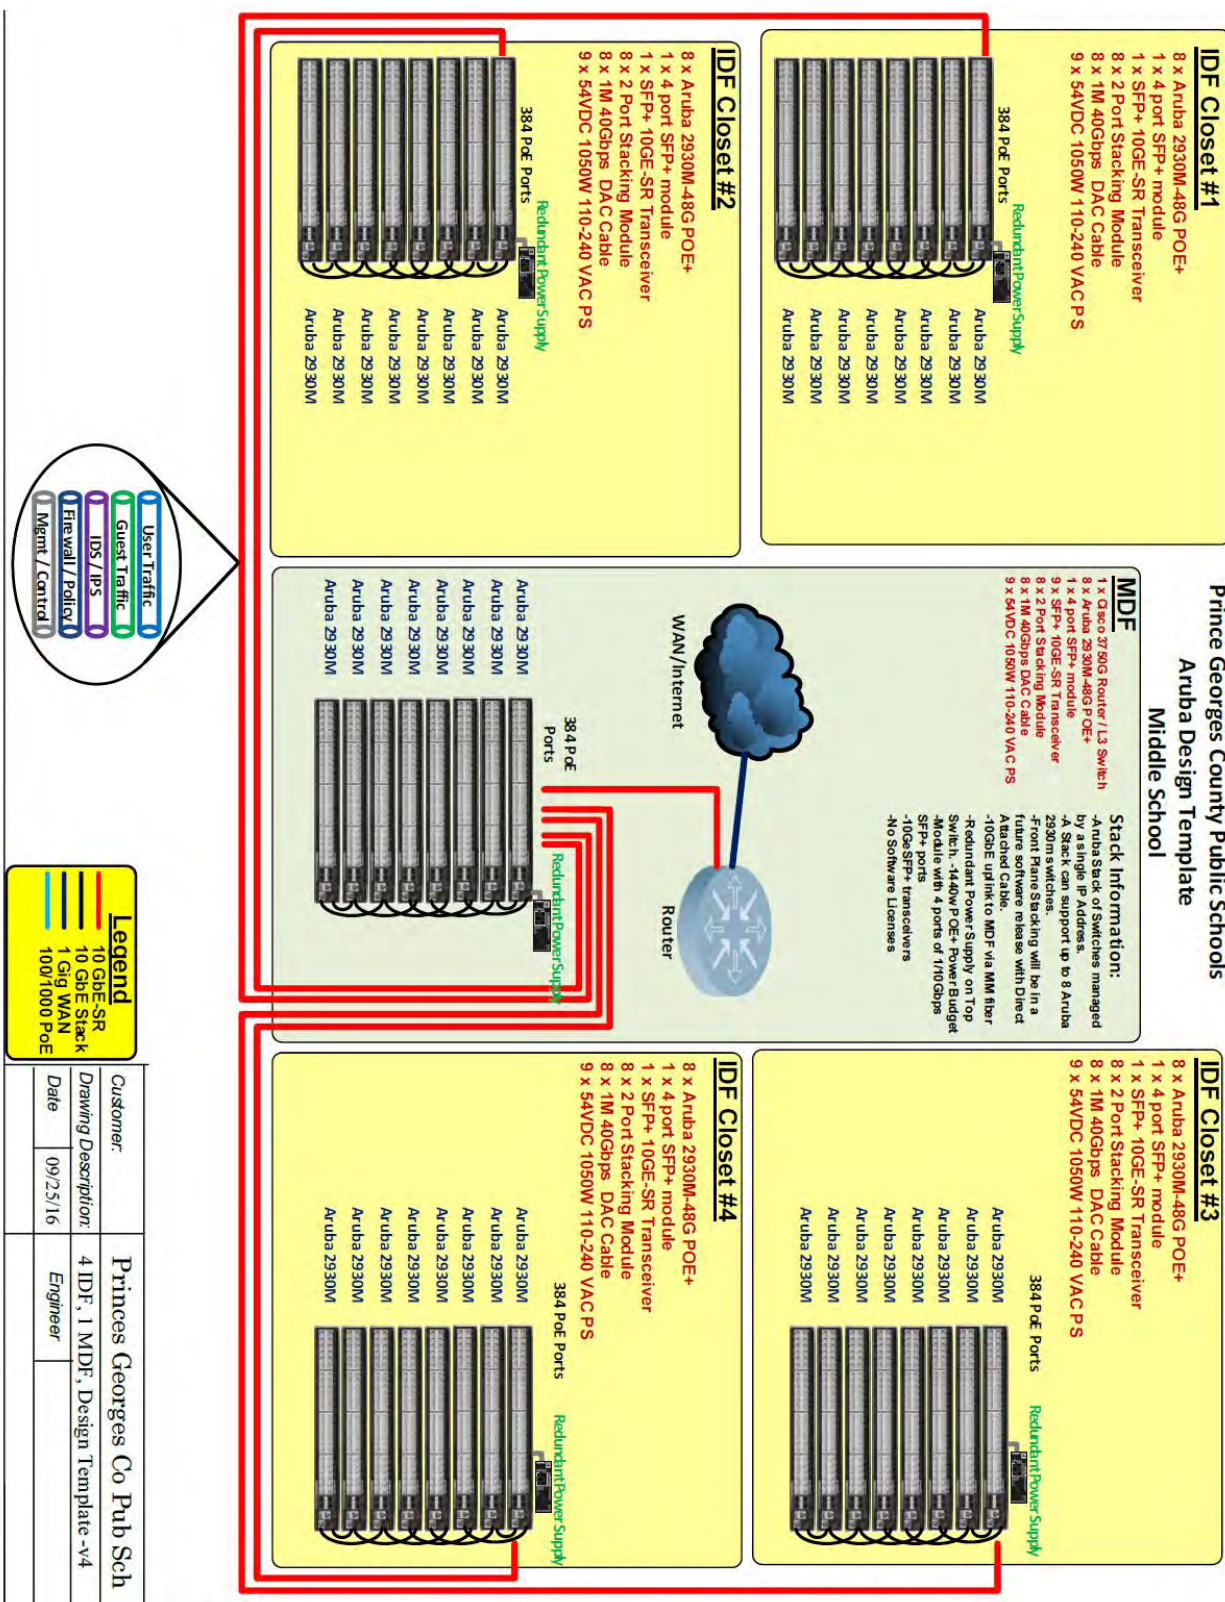 Prince Georges County Public Schools
Aruba Design Template
Middle School
IDF Closet #1
8 x Aruba 2930M-48G POE+
1 x 4 port SFP+ module
1 x SFP+ 10GE-SR Transceiver
8 x 2 Port Stacking Module
8 x 1M 40Gbps DAC Cable
9 x 54VDC 1050W 110-240 VAC PS
384 PoE Ports
Redundant Power Supply
Aruba 2930M
Aruba 2930M
Aruba 2930M
Aruba 2930M
Aruba 2930M
Aruba 2930M
Aruba 2930M
Aruba 2930M
IDF Closet #2
8 x Aruba 2930M-48G POE+
1 x 4 port SFP+ module
1 x SFP+ 10GE-SR Transceiver
8 x 2 Port Stacking Module
8 x 1M 40Gbps DAC Cable
9 x 54VDC 1050W 110-240 VAC PS
384 PoE Ports
Redundant Power Supply
Aruba 2930M
Aruba 2930M
Aruba 2930M
Aruba 2930M
Aruba 2930M
Aruba 2930M
Aruba 2930M
Aruba 2930M
MDF
1 x Cisco 3750G Router / L3 Switch
8 x Aruba 2930M-48G POE+
1 x 4 port SFP+ module
9 x SFP+ 10GE-SR Transceiver
8 x 2 Port Stacking Module
8 x 1M 40Gbps DAC Cable
9 x 54VDC 1050W 110-240 VAC PS
Stack Information:
-Aruba Stack of Switches managed
by a single IP Address.
-A Stack can support up to 8 Aruba
2930m switches.
-Front Plane Stacking will be in a
future software release with Direct
Attached Cable.
-10GbE uplink to MDF via MM fiber
-Redundant Power Supply on Top
Switch. -1440w POE+ Power Budget
-Module with 4 ports of 1/10Gbps
SFP+ ports
-10Ge SFP+ transceivers
-No Software Licenses
WAN/Internet
Router
384 PoE
Ports
Redundant Power Supply
Aruba 2930M
Aruba 2930M
Aruba 2930M
Aruba 2930M
Aruba 2930M
Aruba 2930M
Aruba 2930M
Aruba 2930M
IDF Closet #3
8 x Aruba 2930M-48G POE+
1 x 4 port SFP+ module
1 x SFP+ 10GE-SR Transceiver
8 x 2 Port Stacking Module
8 x 1M 40Gbps DAC Cable
9 x 54VDC 1050W 110-240 VAC PS
384 PoE Ports
Redundant Power Supply
Aruba 2930M
Aruba 2930M
Aruba 2930M
Aruba 2930M
Aruba 2930M
Aruba 2930M
Aruba 2930M
Aruba 2930M
IDF Closet #4
8 x Aruba 2930M-48G POE+
1 x 4 port SFP+ module
1 x SFP+ 10GE-SR Transceiver
8 x 2 Port Stacking Module
8 x 1M 40Gbps DAC Cable
9 x 54VDC 1050W 110-240 VAC PS
384 PoE Ports
Redundant Power Supply
Aruba 2930M
Aruba 2930M
Aruba 2930M
Aruba 2930M
Aruba 2930M
Aruba 2930M
Aruba 2930M
Aruba 2930M
User Traffic
Guest Traffic
IDS / IPS
Firewall / Policy
Mgmt / Control
Legend
10 GbE-SR
10 GbE Stack
1 Gig WAN
100/1000 PoE
Customer: Princes Georges Co Pub Sch
Drawing Description: 4 IDF, 1 MDF, Design Template -v4
Date 09/25/16 Engineer